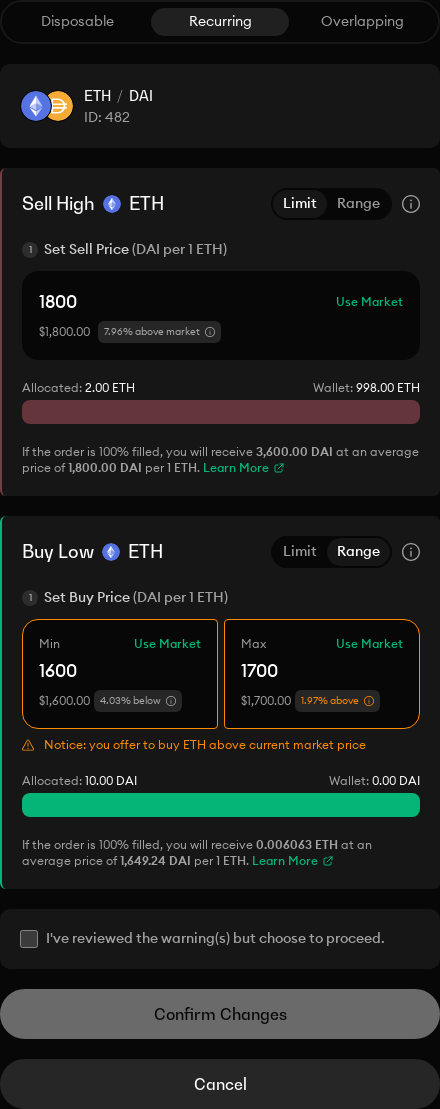 Disposable Recurring Overlapping
ETH / DAI
ID: 482
Sell High ETH Limit Range
1 Set Sell Price (DAI per 1 ETH)
1800 Use Market
$1,800.00 7.96% above market
Allocated: 2.00 ETH Wallet: 998.00 ETH
If the order is 100% filled, you will receive 3,600.00 DAI at an average
price of 1,800.00 DAI per 1 ETH. Learn More
Buy Low ETH Limit Range
1 Set Buy Price (DAI per 1 ETH)
Min Use Market Max Use Market
1600 1700
$1,600.00 4.03% below $1,700.00 1.97% above
Notice: you offer to buy ETH above current market price
Allocated: 10.00 DAI Wallet: 0.00 DAI
If the order is 100% filled, you will receive 0.006063 ETH at an
average price of 1,649.24 DAI per 1 ETH. Learn More
I've reviewed the warning(s) but choose to proceed.
Confirm Changes
Cancel